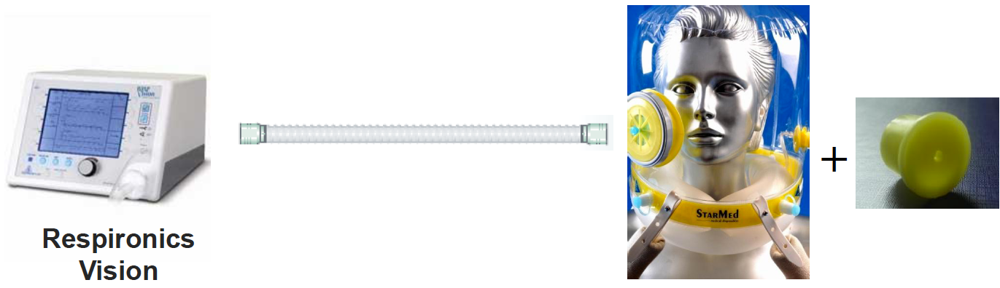 Respironics
Vision
STARMED
+